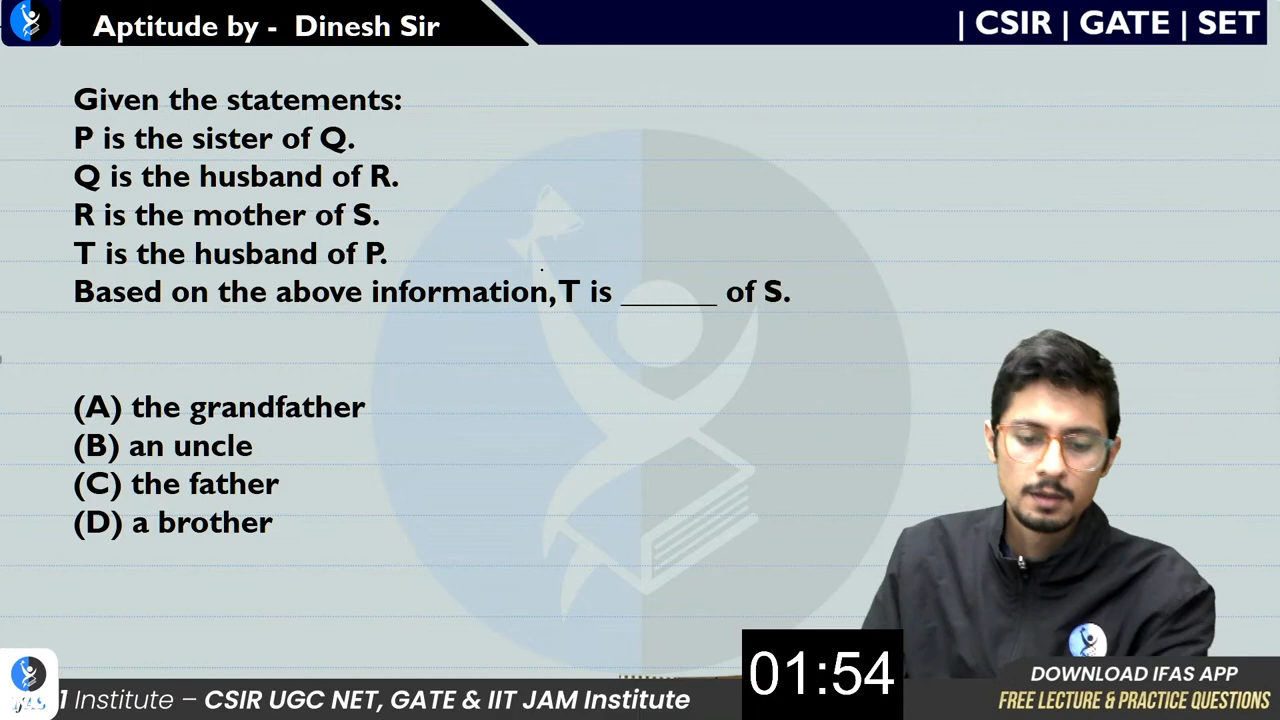 Aptitude by - Dinesh Sir
| CSIR | GATE | SET
Given the statements:
P is the sister of Q.
Q is the husband of R.
R is the mother of S.
T is the husband of P.
Based on the above information, T is ______ of S.
(A) the grandfather
(B) an uncle
(C) the father
(D) a brother
01:54
IFAS
1 Institute – CSIR UGC NET, GATE & IIT JAM Institute
DOWNLOAD IFAS APP
FREE LECTURE & PRACTICE QUESTIONS